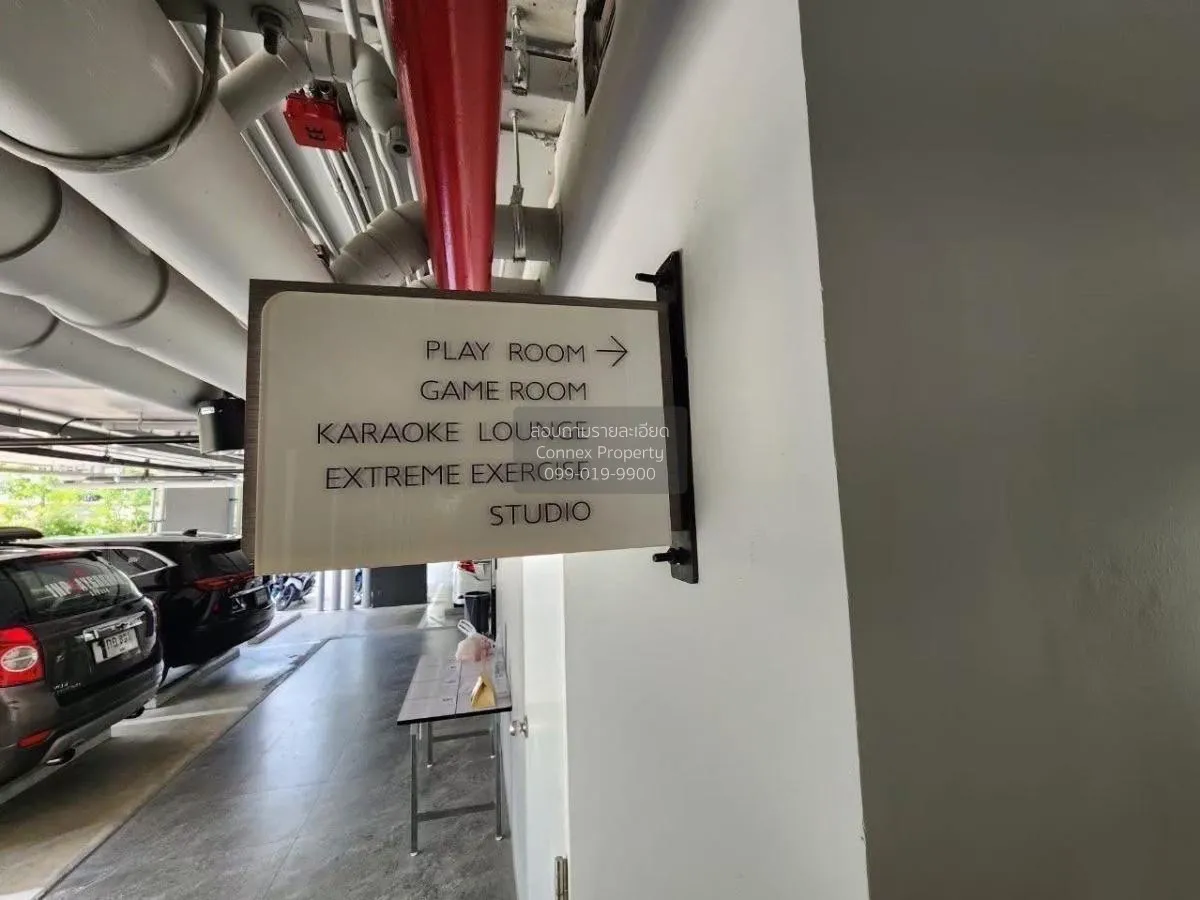 PLAY ROOM →
GAME ROOM
KARAOKE LOUNGE
EXTREME EXERCISE
STUDIO
สอบถามรายละเอียด
Connex Property
099-019-9900